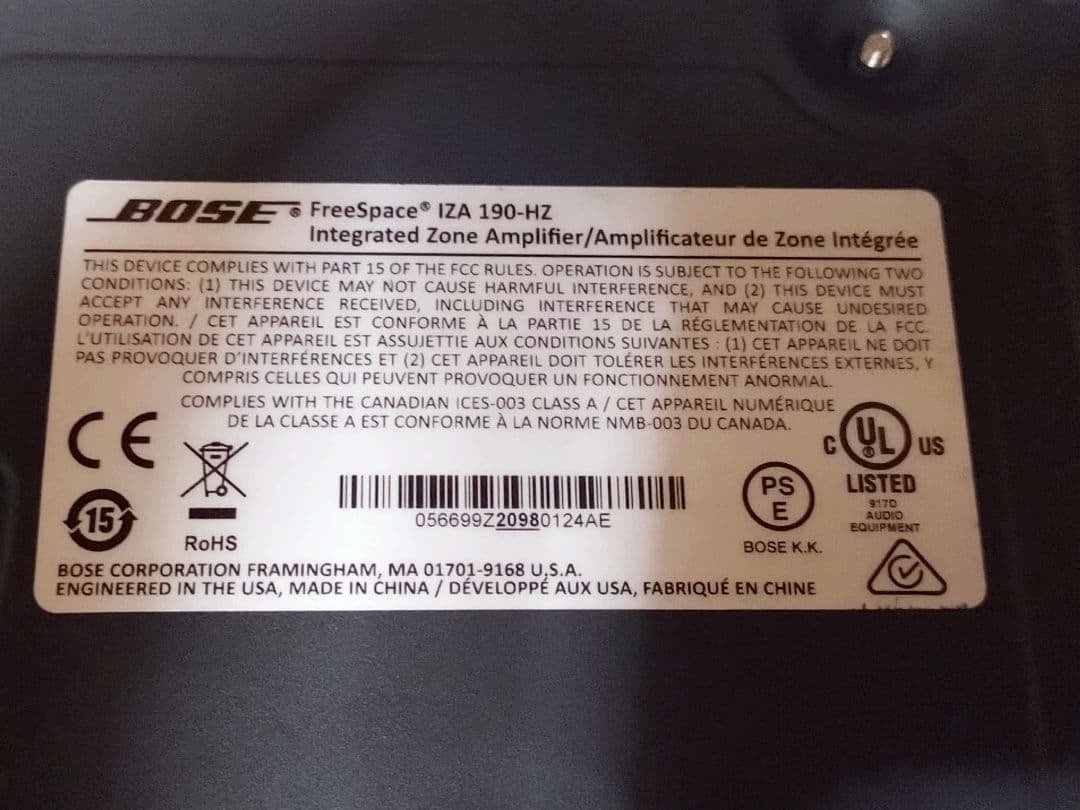 BOSE® FreeSpace® IZA 190-HZ
Integrated Zone Amplifier/Amplificateur de Zone Intégrée
THIS DEVICE COMPLIES WITH PART 15 OF THE FCC RULES. OPERATION IS SUBJECT TO THE FOLLOWING TWO
CONDITIONS: (1) THIS DEVICE MAY NOT CAUSE HARMFUL INTERFERENCE, AND (2) THIS DEVICE MUST
ACCEPT ANY INTERFERENCE RECEIVED, INCLUDING INTERFERENCE THAT MAY CAUSE UNDESIRED
OPERATION. / CET APPAREIL EST CONFORME À LA PARTIE 15 DE LA RÉGLEMENTATION DE LA FCC.
L'UTILISATION DE CET APPAREIL EST ASSUJETTIE AUX CONDITIONS SUIVANTES : (1) CET APPAREIL NE DOIT
PAS PROVOQUER D'INTERFÉRENCES ET (2) CET APPAREIL DOIT TOLÉRER LES INTERFÉRENCES EXTERNES, Y
COMPRIS CELLES QUI PEUVENT PROVOQUER UN FONCTIONNEMENT ANORMAL.
COMPLIES WITH THE CANADIAN ICES-003 CLASS A / CET APPAREIL NUMÉRIQUE
DE LA CLASSE A EST CONFORME À LA NORME NMB-003 DU CANADA.
CE
15
RoHS
056699Z20980124AE
PS
E
BOSE K.K.
C UL® US
LISTED
917D
AUDIO
EQUIPMENT
BOSE CORPORATION FRAMINGHAM, MA 01701-9168 U.S.A.
ENGINEERED IN THE USA, MADE IN CHINA / DÉVELOPPÉ AUX USA, FABRIQUÉ EN CHINE